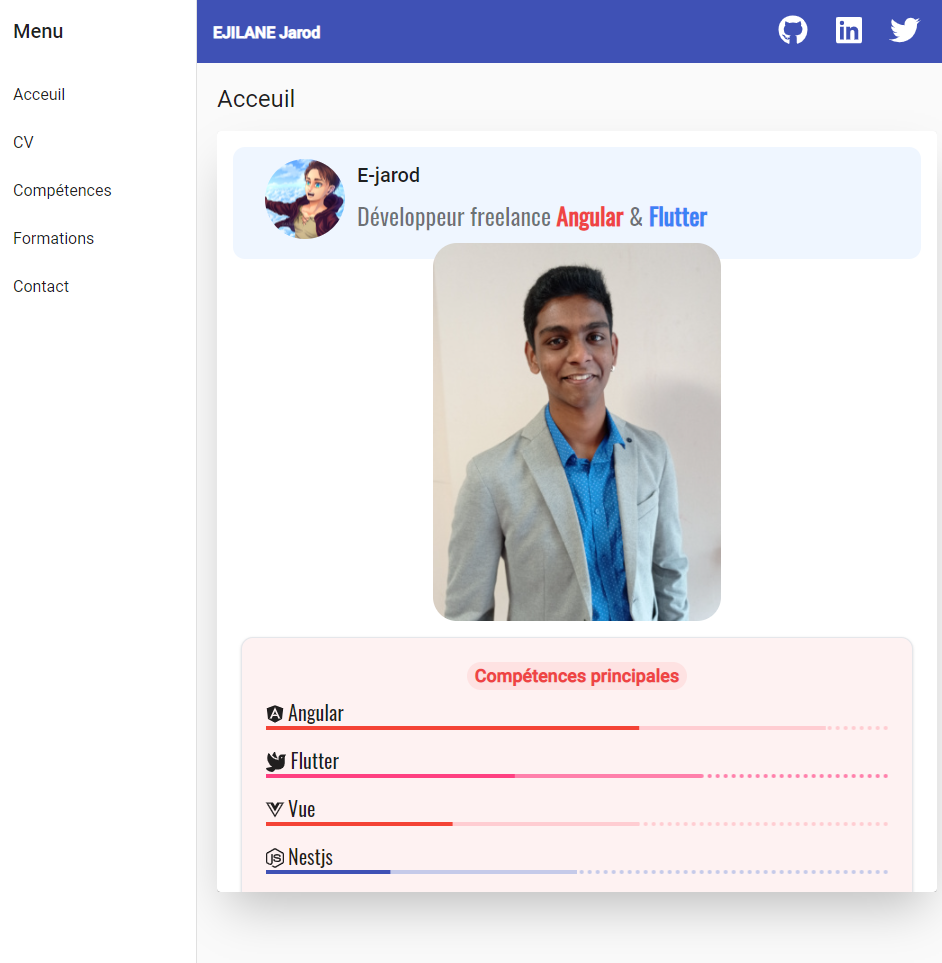 Menu
Acceuil
CV
Compétences
Formations
Contact
EJILANE Jarod
Acceuil
E-jarod
Développeur freelance Angular & Flutter
Compétences principales
Angular
Flutter
Vue
Nestjs